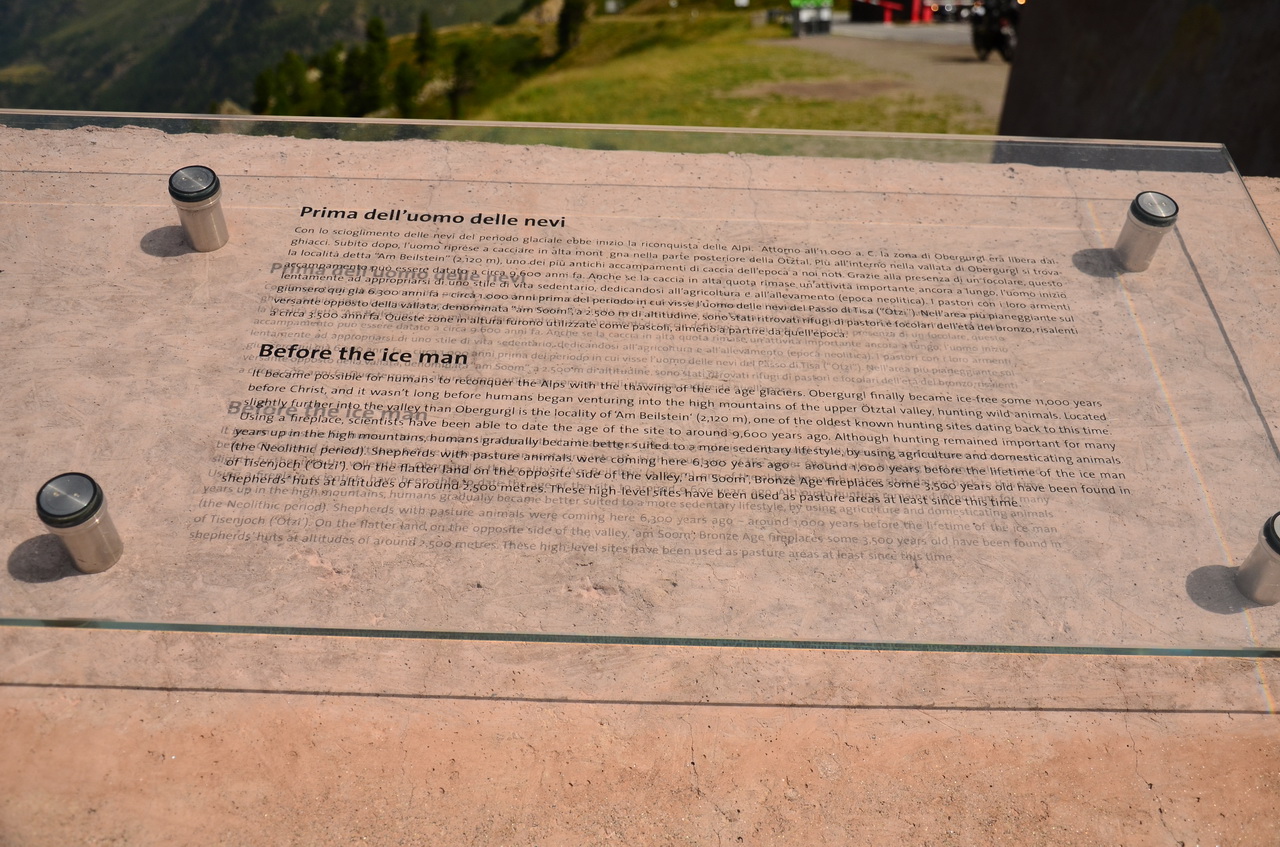 Prima dell'uomo delle nevi
Con lo scioglimento delle nevi del periodo glaciale ebbe inizio la riconquista delle Alpi. Attorno all'11.000 a. C. la zona di Obergurgl era libera dai
ghiacci. Subito dopo, l'uomo riprese a cacciare in alta mont gna nella parte posteriore della Ötztal. Più all'interno nella vallata di Obergurgl si trova
la località detta "Am Beilstein" (2,120 m), uno dei più antichi accampamenti di caccia dell'epoca a noi noti. Grazie alla presenza di un focolare, questo
accampamento può essere datato a circa 9.600 anni fa. Anche se la caccia in alta quota rimase un'attività importante ancora a lungo, l'uomo iniziò
lentamente ad appropriarsi di uno stile di vita sedentario, dedicandosi all'agricoltura e all'allevamento (epoca neolitica). I pastori con i loro armenti
giunsero qui già 6.300 anni fa – circa 1.000 anni prima del periodo in cui visse l'uomo delle nevi del Passo di Tisa ("Ötzi"). Nell'area più pianeggiante sul
versante opposto della vallata, denominata "am Soom", a 2.500 m di altitudine, sono stati ritrovati rifugi di pastori e focolari dell'età del bronzo, risalenti
a circa 3.500 anni fa. Queste zone in altura furono utilizzate come pascoli, almeno a partire da quell'epoca.
Before the ice man
It became possible for humans to reconquer the Alps with the thawing of the ice age glaciers. Obergurgl finally became ice-free some 11,000 years
before Christ, and it wasn't long before humans began venturing into the high mountains of the upper Ötztal valley, hunting wild animals. Located
slightly further into the valley than Obergurgl is the locality of 'Am Beilstein' (2,120 m), one of the oldest known hunting sites dating back to this time.
Using a fireplace, scientists have been able to date the age of the site to around 9,600 years ago. Although hunting remained important for many
years up in the high mountains, humans gradually became better suited to a more sedentary lifestyle, by using agriculture and domesticating animals
(the Neolithic period). Shepherds with pasture animals were coming here 6,300 years ago – around 1,000 years before the lifetime of the ice man
of Tisenjoch ('Ötzi'). On the flatter land on the opposite side of the valley, 'am Soom', Bronze Age fireplaces some 3,500 years old have been found in
shepherds' huts at altitudes of around 2,500 metres. These high-level sites have been used as pasture areas at least since this time.